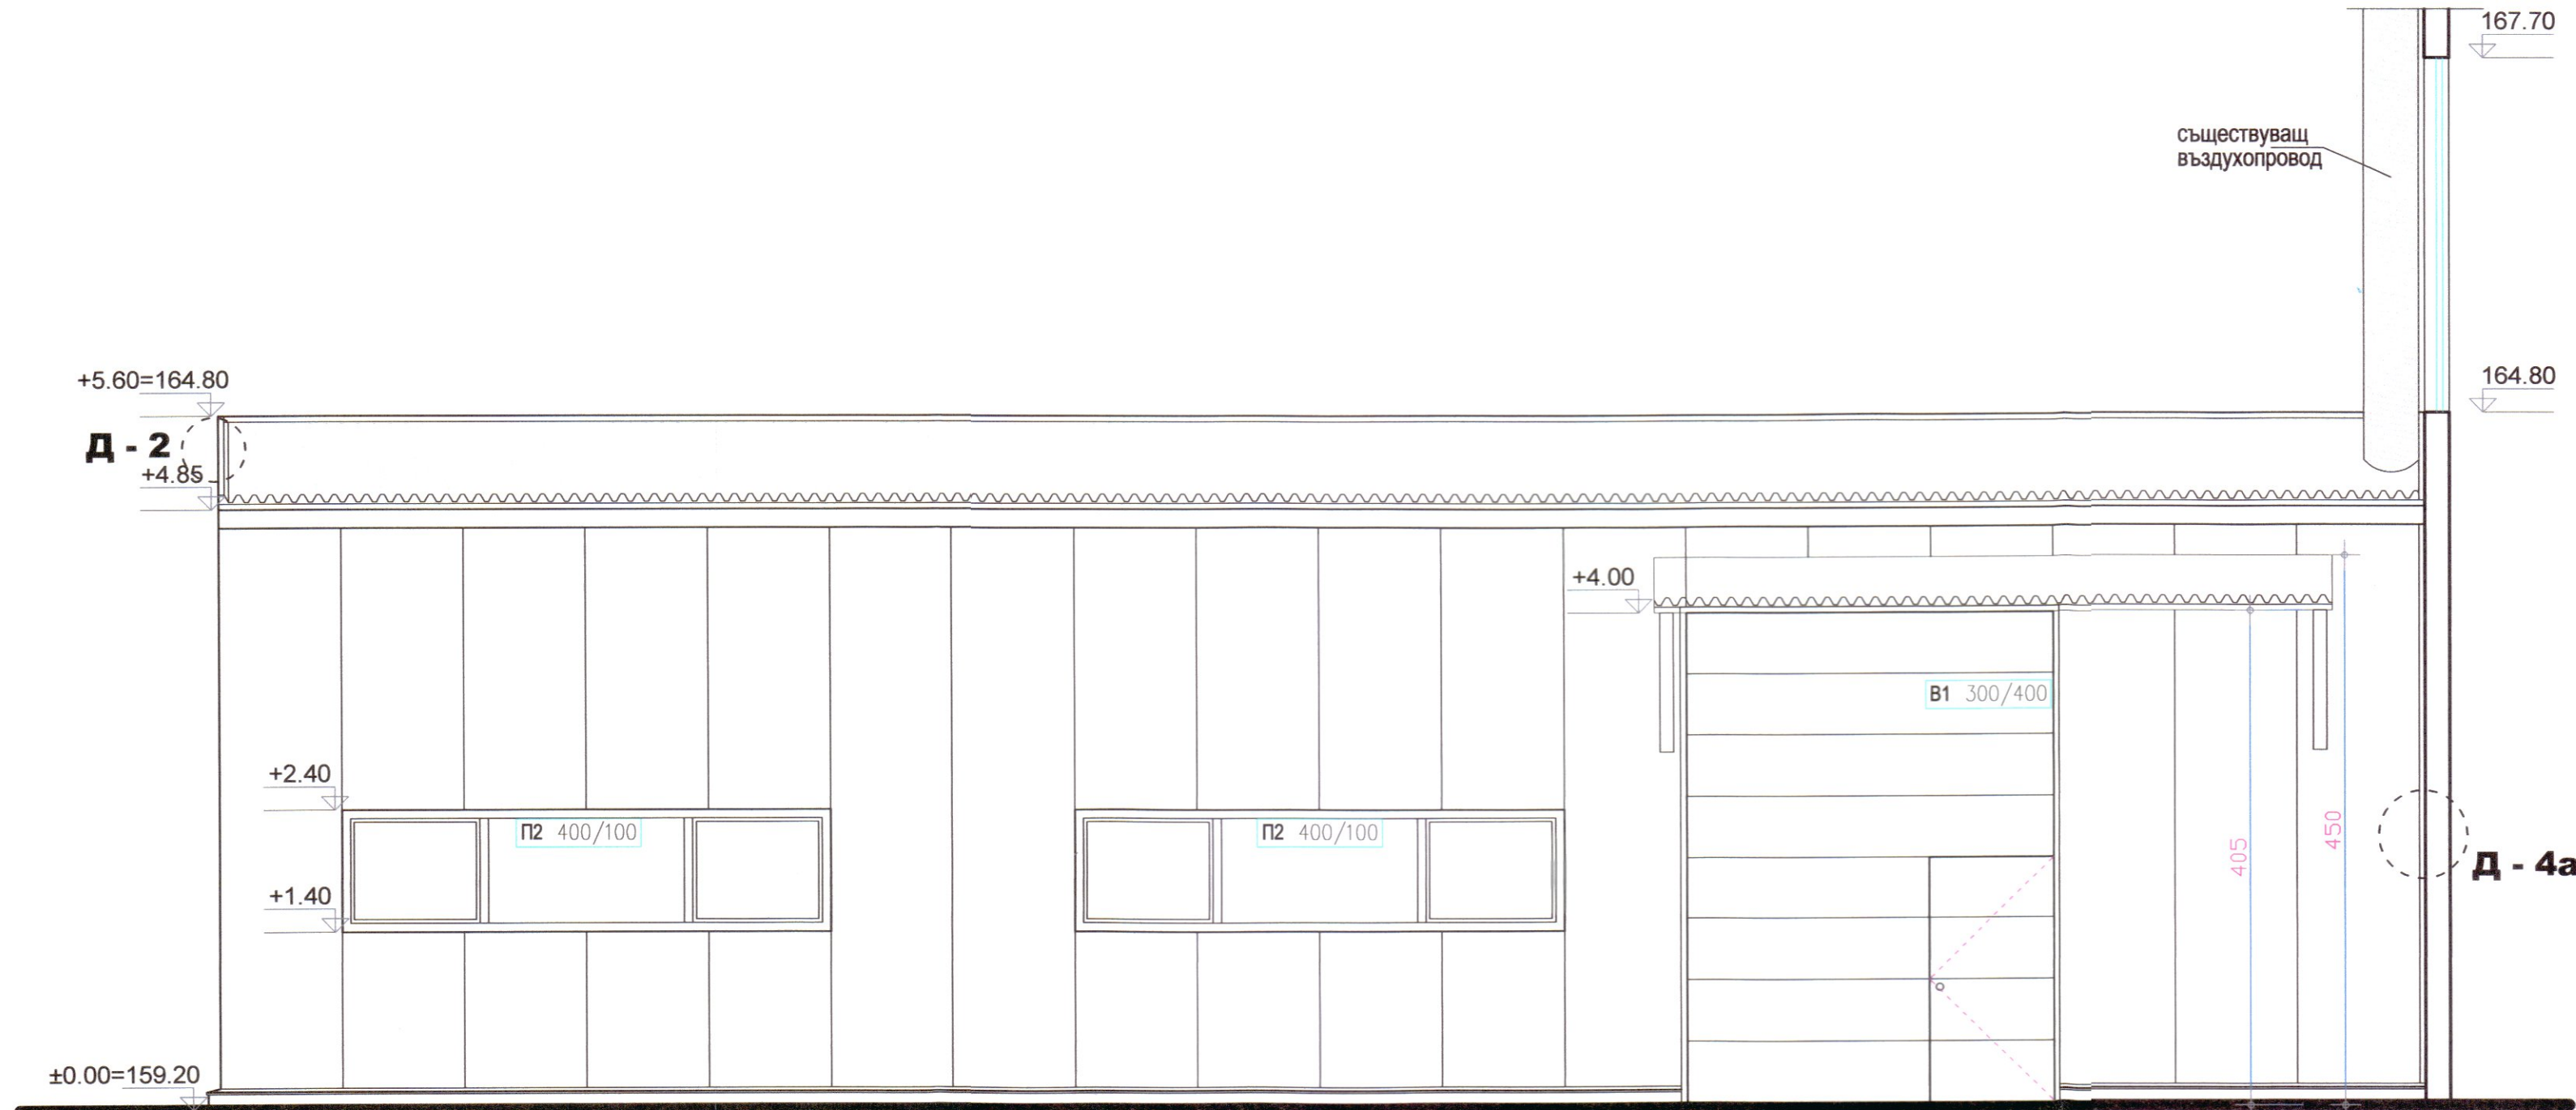 167.70
съществуващ
въздухопровод
+5.60=164.80
164.80
Д - 2
+4.85
+4.00
В1 300/400
+2.40
П2 400/100
П2 400/100
450
405
Д - 4а
+1.40
±0.00=159.20